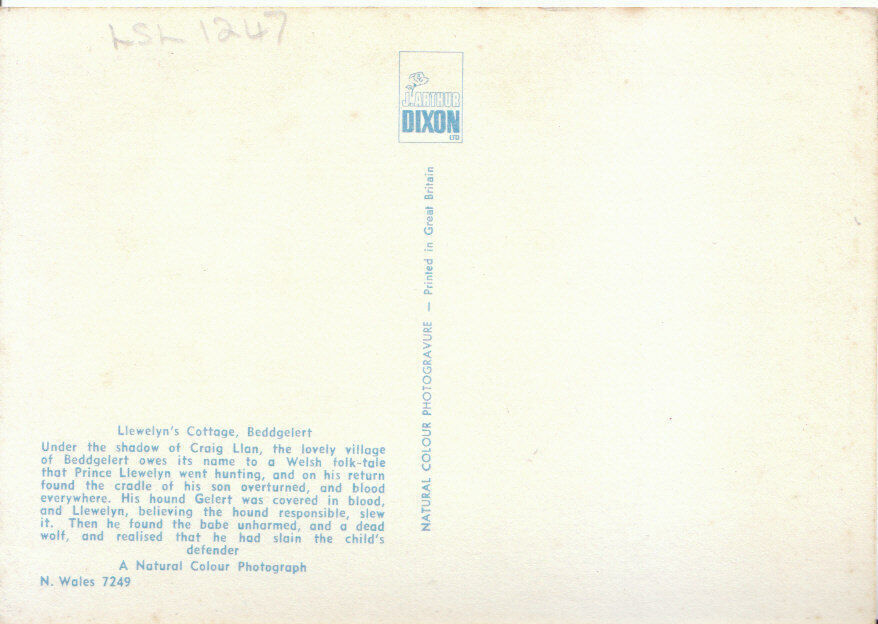 LSL 1247
J. ARTHUR
DIXON
LTD
NATURAL COLOUR PHOTOGRAVURE — Printed in Great Britain
Llewelyn's Cottage, Beddgelert
Under the shadow of Craig Llan, the lovely village
of Beddgelert owes its name to a Welsh folk-tale
that Prince Llewelyn went hunting, and on his return
found the cradle of his son overturned, and blood
everywhere. His hound Gelert was covered in blood,
and Llewelyn, believing the hound responsible, slew
it. Then he found the babe unharmed, and a dead
wolf, and realised that he had slain the child's
defender
A Natural Colour Photograph
N. Wales 7249